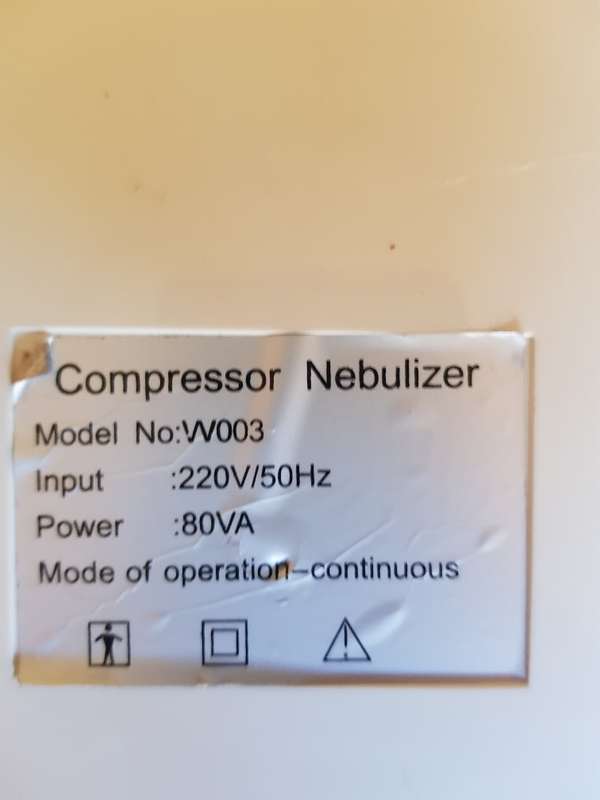 Compressor Nebulizer
Model No:W003
Input :220V/50Hz
Power :80VA
Mode of operation–continuous